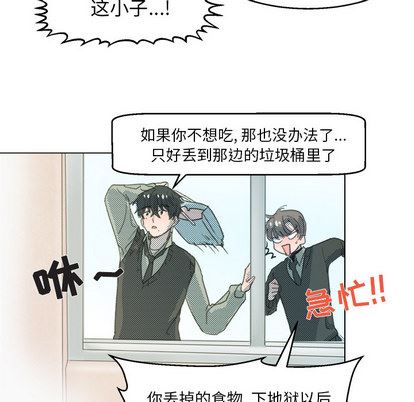 这小子...!
如果你不想吃, 那也没办法了...
只好丢到那边的垃圾桶里了
咻~
急忙!!
你丢掉的食物, 下地狱以后